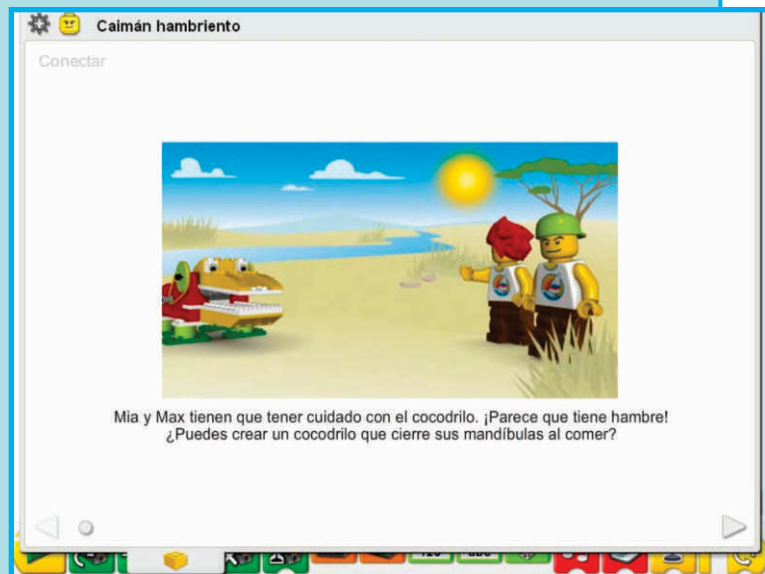 Caimán hambriento
Conectar
Mia y Max tienen que tener cuidado con el cocodrilo. ¡Parece que tiene hambre!
¿Puedes crear un cocodrilo que cierre sus mandíbulas al comer?